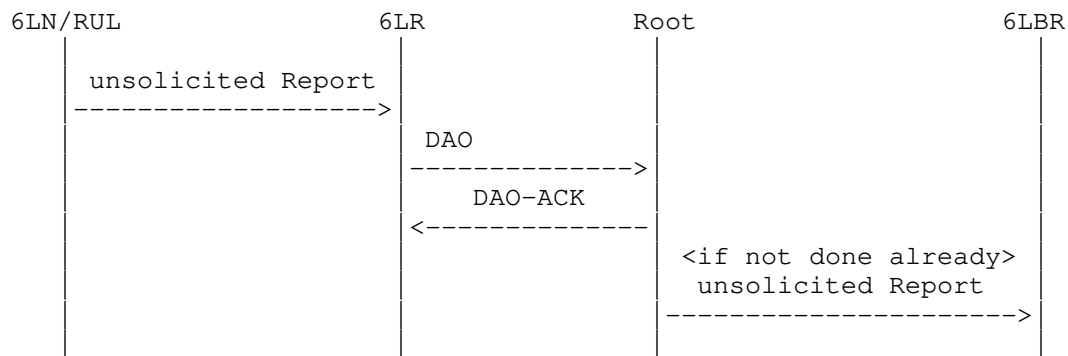 6LN/RUL 6LR Root 6LBR
unsolicited Report
DAO
DAO-ACK
<if not done already>
unsolicited Report